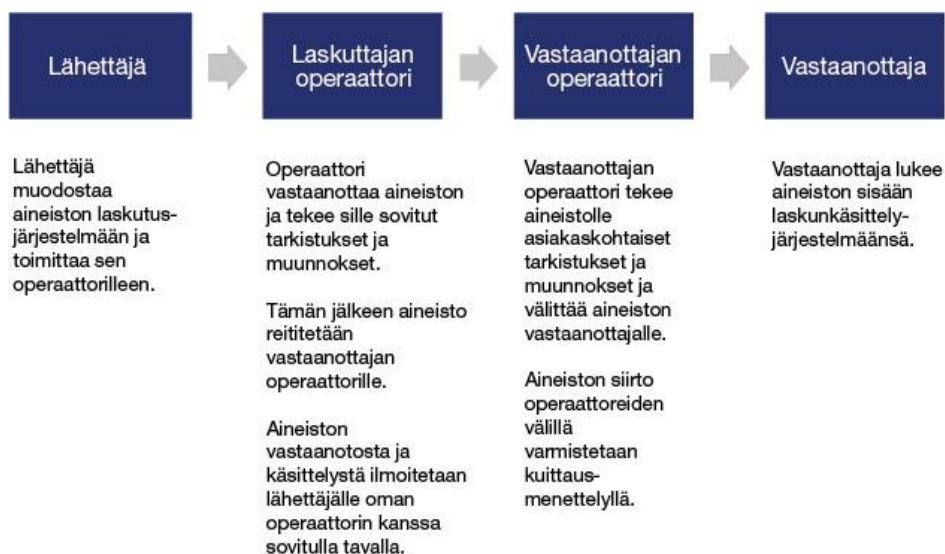 Lähettäjä
Laskuttajan
operaattori
Vastaanottajan
operaattori
Vastaanottaja
Lähettäjä
muodostaa
aineiston laskutus-
järjestelmään ja
toimittaa sen
operaattorilleen.
Operaattori
vastaanottaa aineiston
ja tekee sille sovitut
tarkistukset ja
muunnokset.
Tämän jälkeen aineisto
reititetään
vastaanottajan
operaattorille.
Aineiston
vastaanotosta ja
käsittelystä ilmoitetaan
lähettäjälle oman
operaattorin kanssa
sovitulla tavalla.
Vastaanottajan
operaattori tekee
aineistolle
asiakaskohtaiset
tarkistukset ja
muunnokset ja
välittää aineiston
vastaanottajalle.
Aineiston siirto
operaattoreiden
välillä
varmistetaan
kuittaus-
menettelyllä.
Vastaanottaja lukee
aineiston sisään
laskunkäsittely-
järjestelmäänsä.